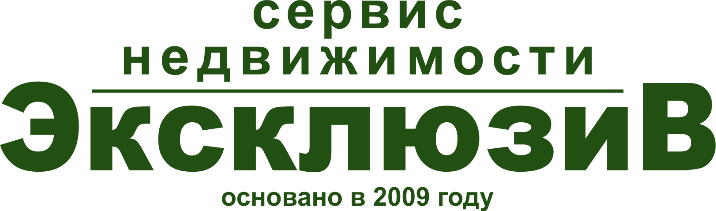 сервис
недвижимости
ЭксклюзиВ
основано в 2009 году